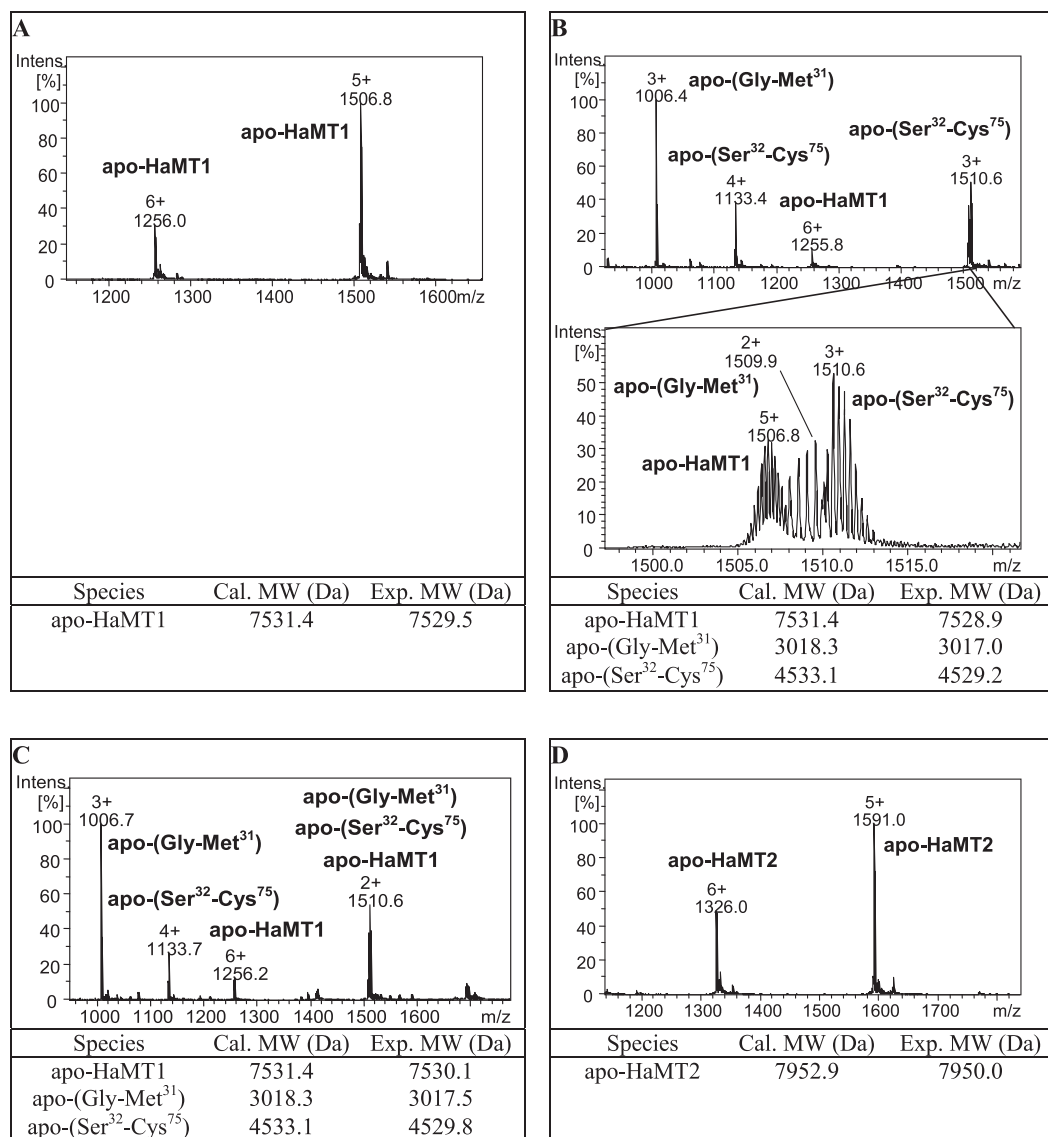 A
Intens
[%]
5+
1506.8
100
80
60
40
20
0
apo-HaMT1
apo-HaMT1
6+
1256.0
1200 1300 1400 1500 1600m/z
Species Cal. MW (Da) Exp. MW (Da)
apo-HaMT1 7531.4 7529.5
B
Intens
[%]
3+
1006.4
apo-(Gly-Met³¹)
100
80
60
40
20
0
apo-(Ser³²-Cys⁷⁵)
apo-(Ser³²-Cys⁷⁵)
4+
1133.4
apo-HaMT1
6+
1255.8
3+
1510.6
1000 1100 1200 1300 1400 1500 m/z
Intens
[%]
50
40
30
20
10
0
2+
1509.9
3+
1510.6
apo-(Gly-Met³¹)
apo-(Ser³²-Cys⁷⁵)
5+
1506.8
apo-HaMT1
1500.0 1505.0 1510.0 1515.0 m/z
Species Cal. MW (Da) Exp. MW (Da)
apo-HaMT1 7531.4 7528.9
apo-(Gly-Met³¹) 3018.3 3017.0
apo-(Ser³²-Cys⁷⁵) 4533.1 4529.2
C
Intens
[%]
3+
1006.7
100
80
60
40
20
0
apo-(Gly-Met³¹)
apo-(Gly-Met³¹)
apo-(Ser³²-Cys⁷⁵)
apo-HaMT1
2+
1510.6
apo-(Ser³²-Cys⁷⁵)
4+
1133.7
apo-HaMT1
6+
1256.2
1000 1100 1200 1300 1400 1500 1600 m/z
Species Cal. MW (Da) Exp. MW (Da)
apo-HaMT1 7531.4 7530.1
apo-(Gly-Met³¹) 3018.3 3017.5
apo-(Ser³²-Cys⁷⁵) 4533.1 4529.8
D
Intens
[%]
5+
1591.0
100
80
60
40
20
0
apo-HaMT2
apo-HaMT2
6+
1326.0
1200 1300 1400 1500 1600 1700 m/z
Species Cal. MW (Da) Exp. MW (Da)
apo-HaMT2 7952.9 7950.0